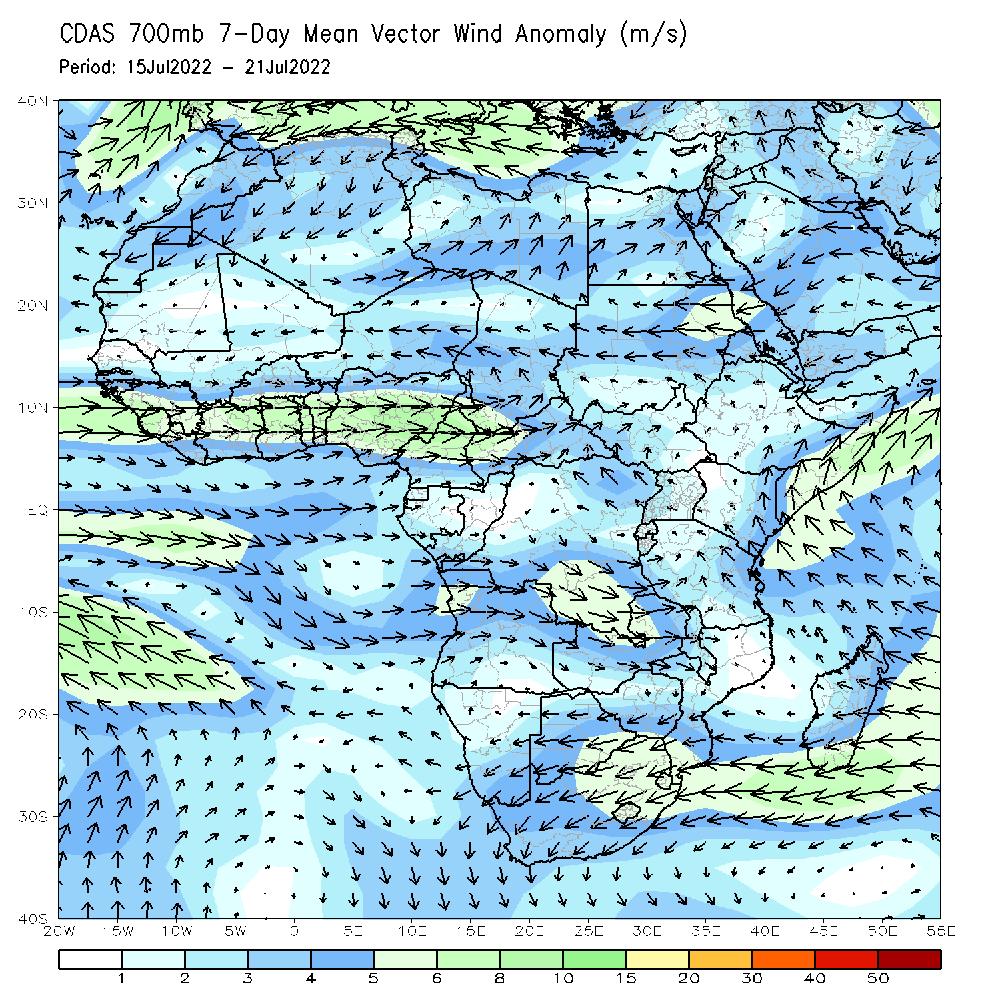 CDAS 700mb 7-Day Mean Vector Wind Anomaly (m/s)
Period: 15Jul2022 - 21Jul2022
40N
30N
20N
10N
EQ
10S
20S
30S
40S
20W 15W 10W 5W 0 5E 10E 15E 20E 25E 30E 35E 40E 45E 50E 55E
1 2 3 4 5 6 8 10 15 20 30 40 50